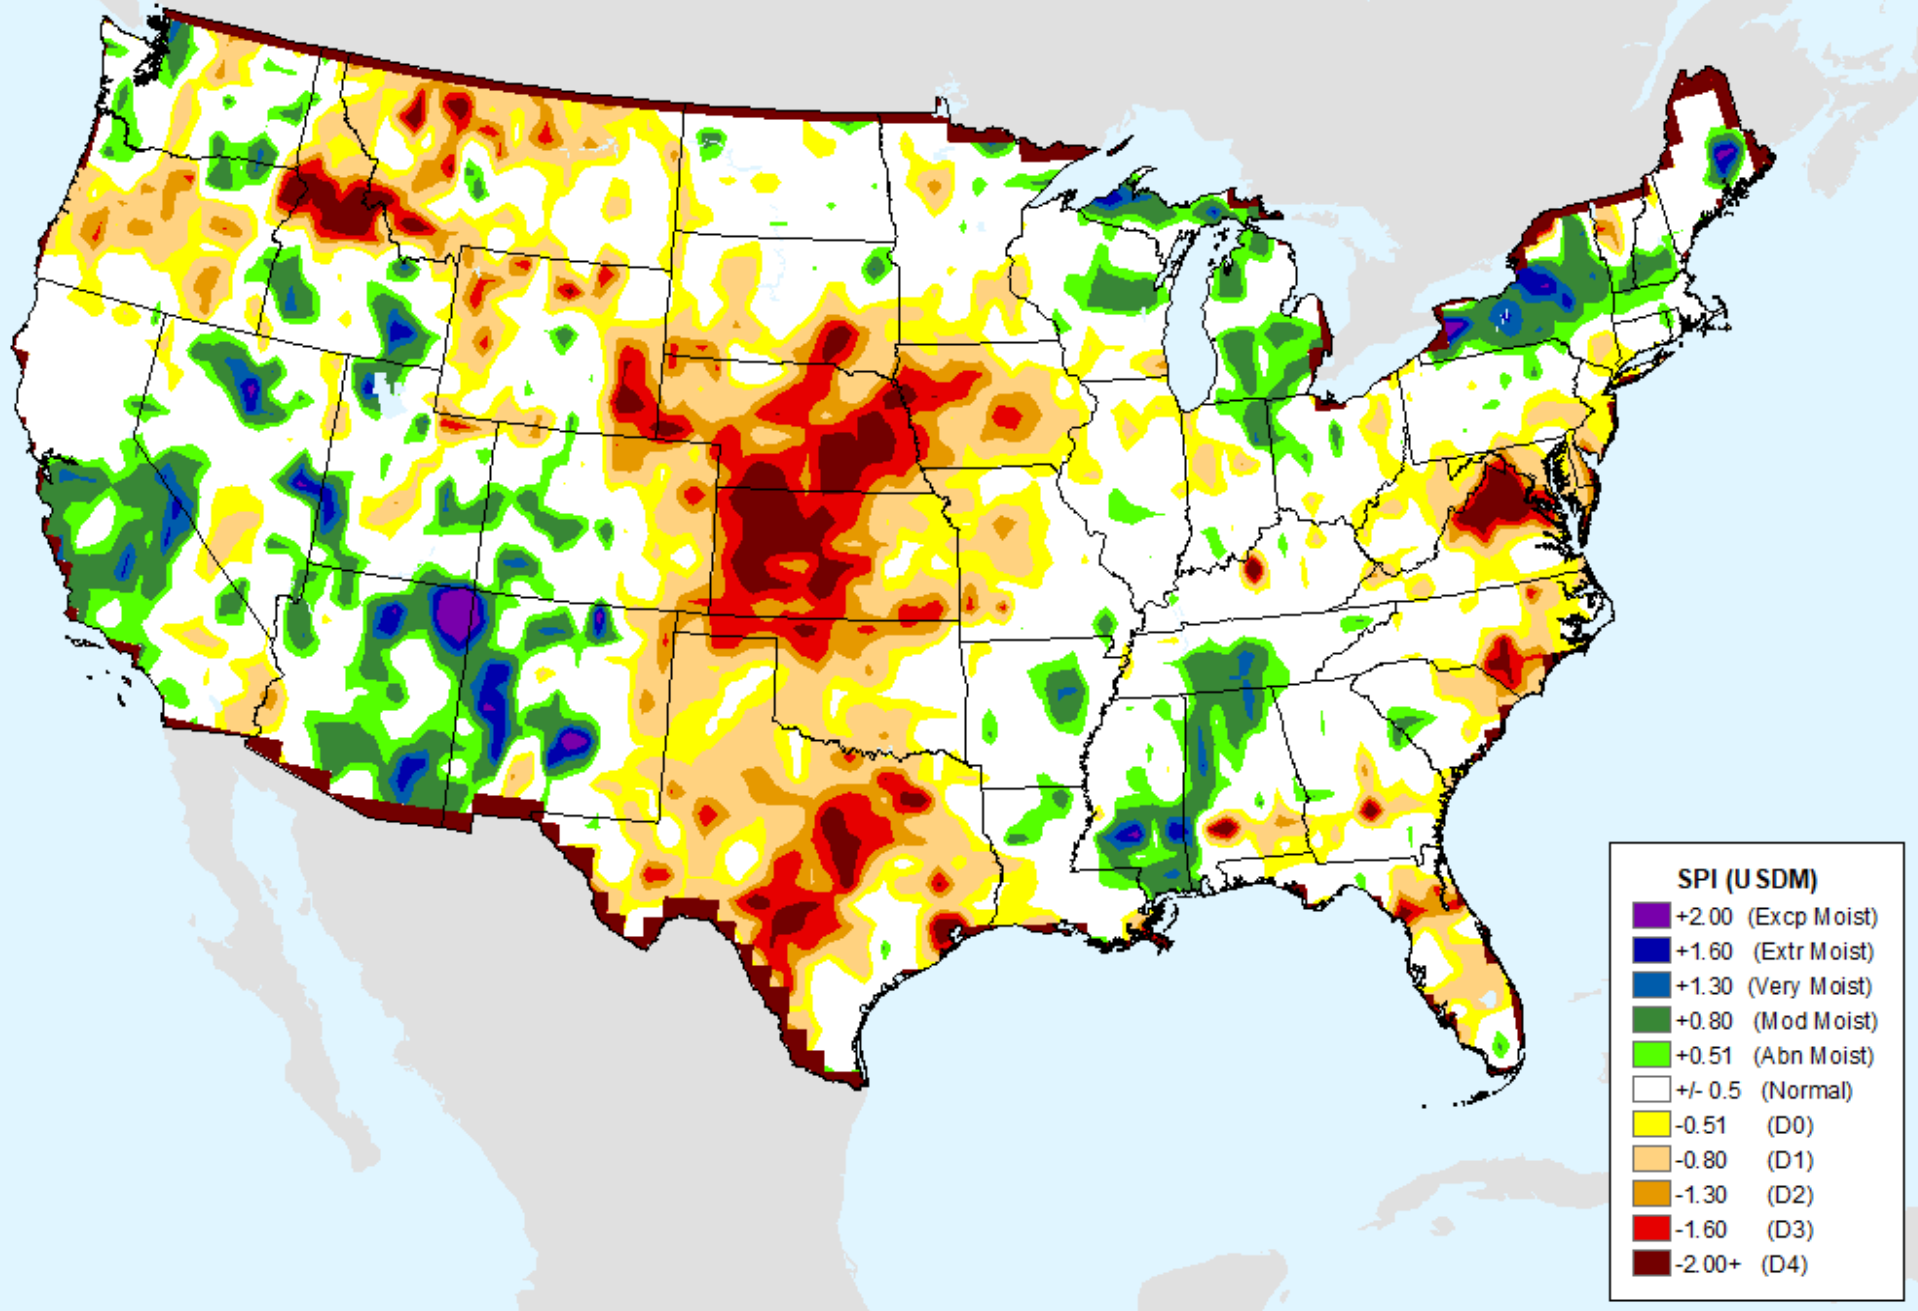 SPI (USDM)
+2.00 (Excp Moist)
+1.60 (Extr Moist)
+1.30 (Very Moist)
+0.80 (Mod Moist)
+0.51 (Abn Moist)
+/- 0.5 (Normal)
-0.51 (D0)
-0.80 (D1)
-1.30 (D2)
-1.60 (D3)
-2.00+ (D4)